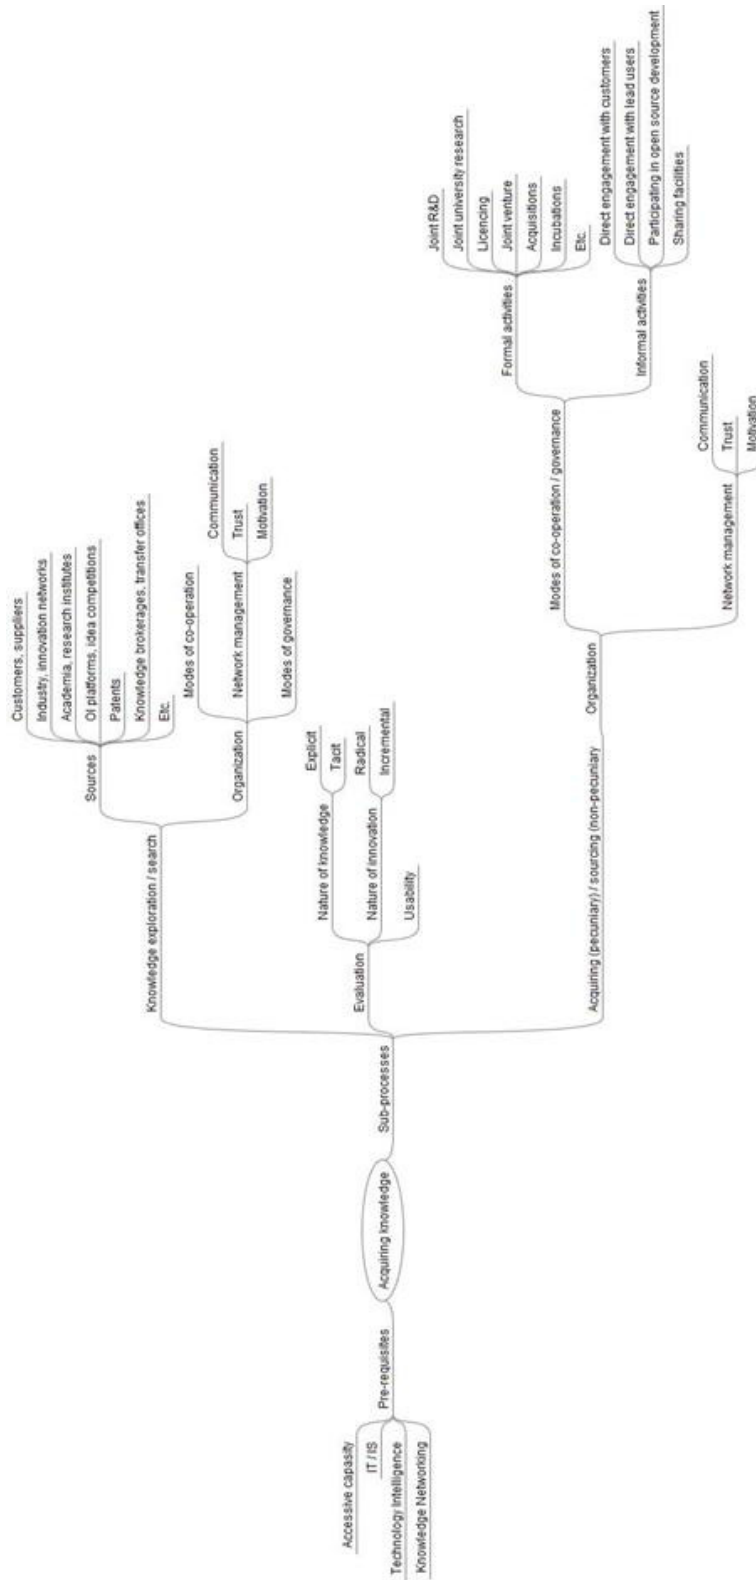 Accessive capasity
IT / IS
Technology Intelligence
Knowledge Networking
Pre-requisites
Acquiring knowledge
Sub-processes
Knowledge exploration / search
Sources
Customers, suppliers
Industry, innovation networks
Academia, research institutes
OI platforms, idea competitions
Patents
Knowledge brokerages, transfer offices
Etc.
Organization
Modes of co-operation
Network management
Communication
Trust
Motivation
Modes of governance
Evaluation
Nature of knowledge
Explicit
Tacit
Nature of innovation
Radical
Incremental
Usability
Acquiring (pecuniary) / sourcing (non-pecuniary
Organization
Modes of co-operation / governance
Formal activities
Joint R&D
Joint university research
Licencing
Joint venture
Acquisitions
Incubations
Etc.
Informal activities
Direct engagement with customers
Direct engagement with lead users
Participating in open source development
Sharing facilities
Network management
Communication
Trust
Motivation